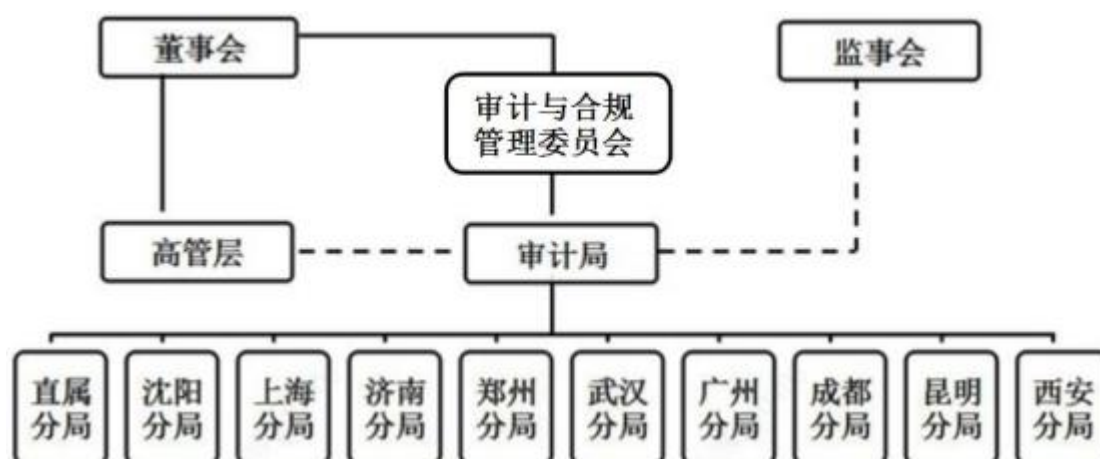 董事会
监事会
审计与合规
管理委员会
高管层
审计局
直属
分局
沈阳
分局
上海
分局
济南
分局
郑州
分局
武汉
分局
广州
分局
成都
分局
昆明
分局
西安
分局